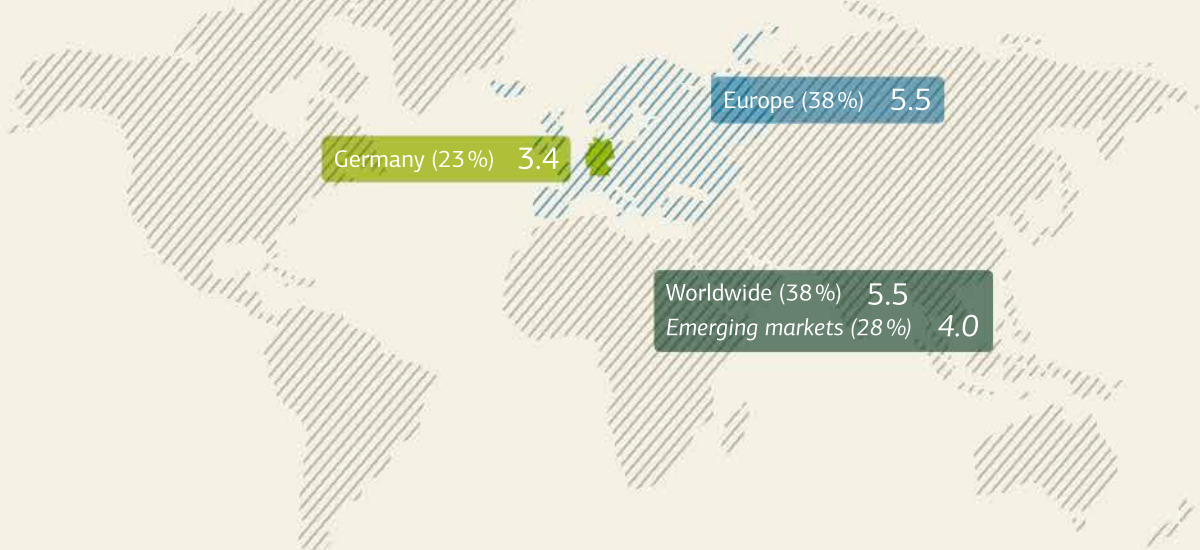 Europe (38 %) 5.5
Germany (23 %) 3.4
Worldwide (38 %) 5.5
Emerging markets (28 %) 4.0